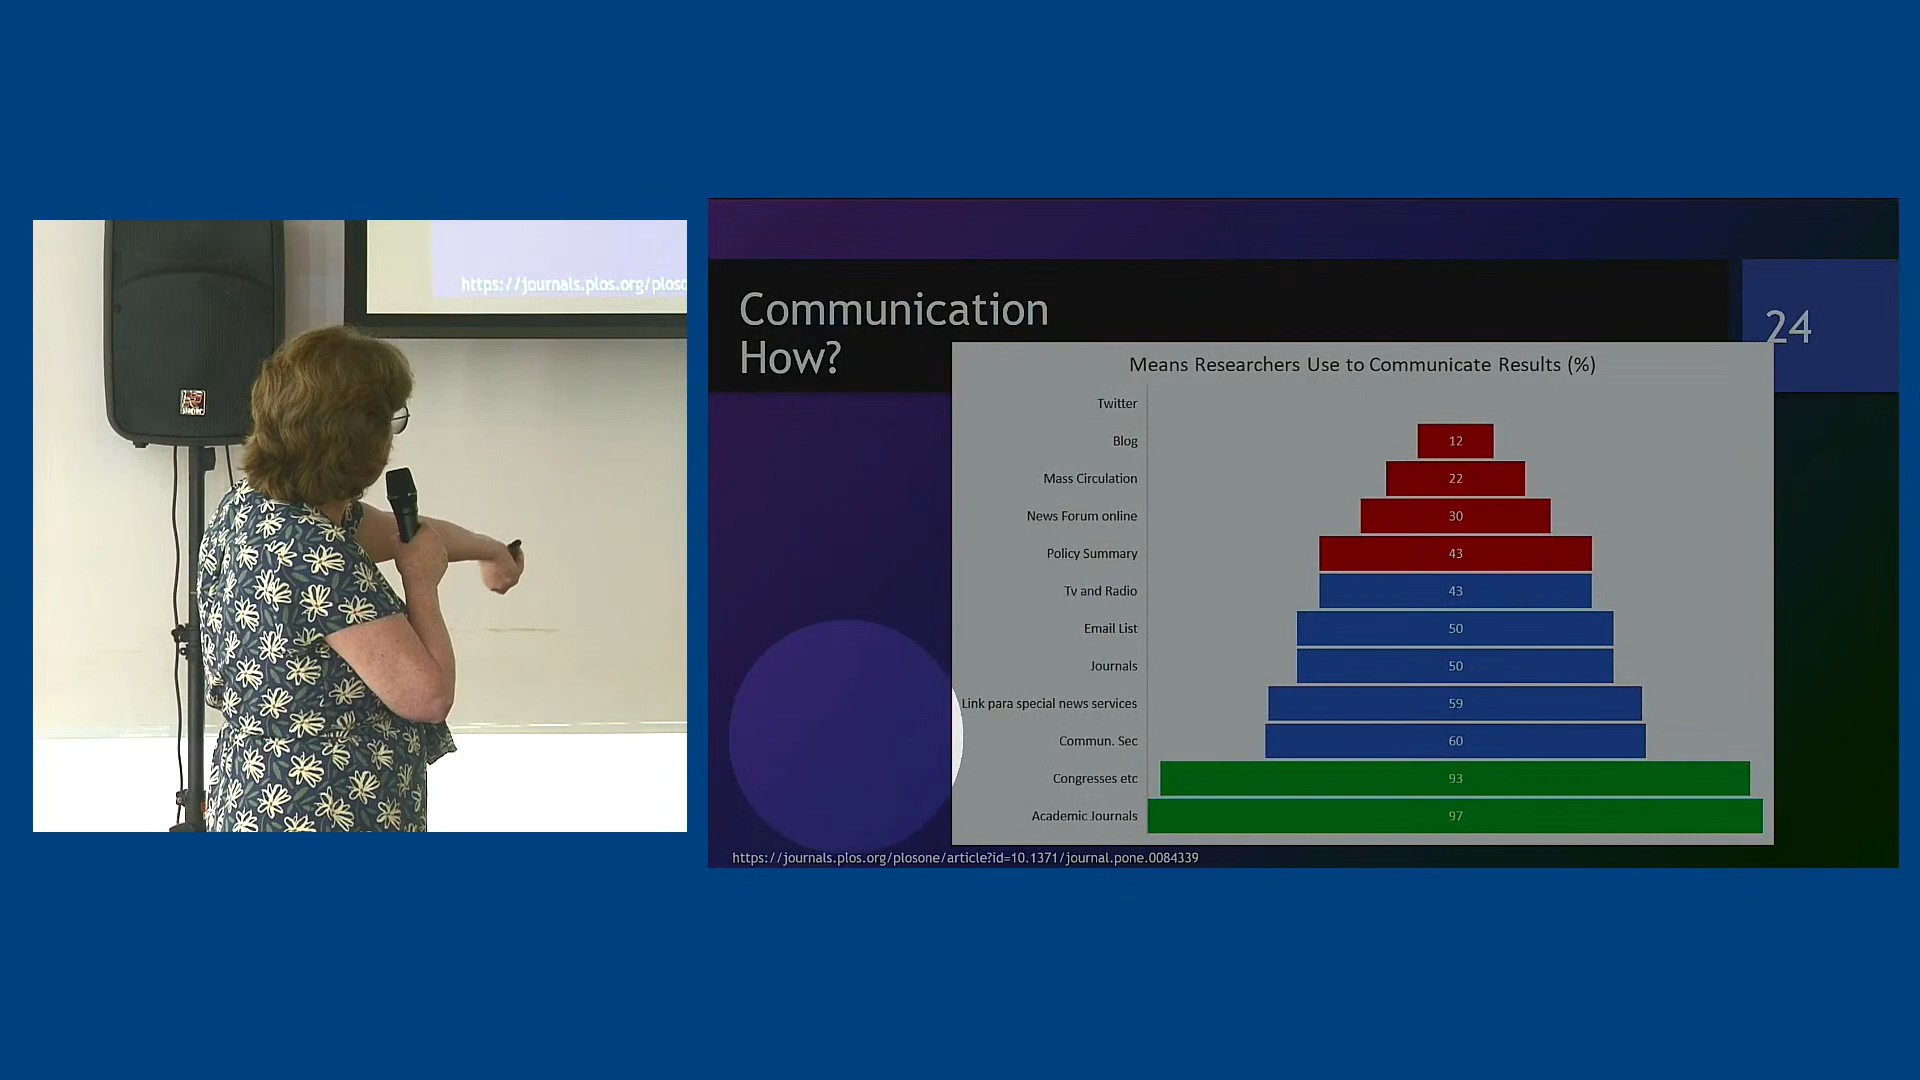 https://journals.plos.org/plosc
Communication
How?
24
Means Researchers Use to Communicate Results (%)
Twitter
Blog 12
Mass Circulation 22
News Forum online 30
Policy Summary 43
Tv and Radio 43
Email List 50
Journals 50
Link para special news services 59
Commun. Sec 60
Congresses etc 93
Academic Journals 97
https://journals.plos.org/plosone/article?id=10.1371/journal.pone.0084339